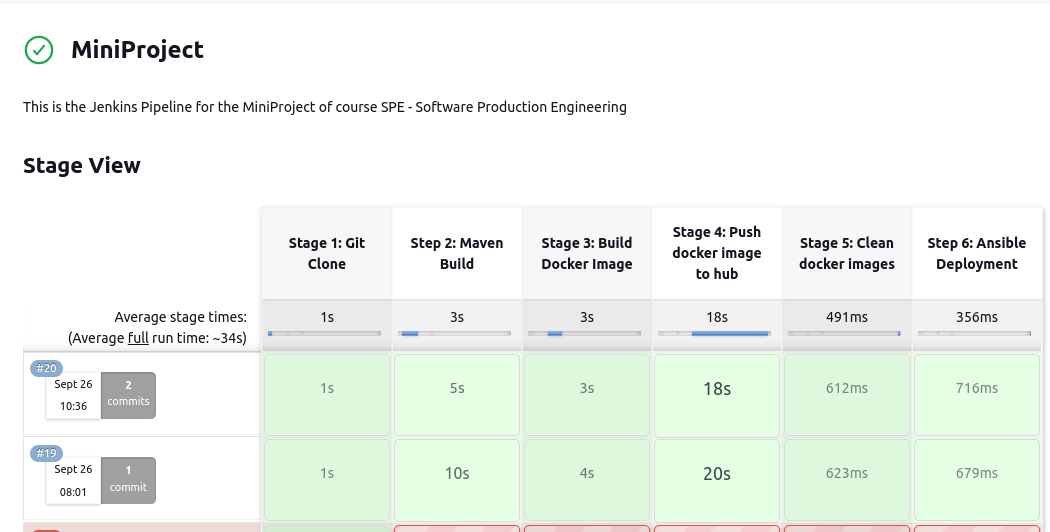 MiniProject
This is the Jenkins Pipeline for the MiniProject of course SPE - Software Production Engineering
Stage View
Stage 1: Git
Clone
Step 2: Maven
Build
Stage 3: Build
Docker Image
Stage 4: Push
docker image
to hub
Stage 5: Clean
docker images
Step 6: Ansible
Deployment
Average stage times:
(Average full run time: ~34s)
1s
3s
3s
18s
491ms
356ms
#20
Sept 26
10:36
2
commits
1s
5s
3s
18s
612ms
716ms
#19
Sept 26
08:01
1
commit
1s
10s
4s
20s
623ms
679ms